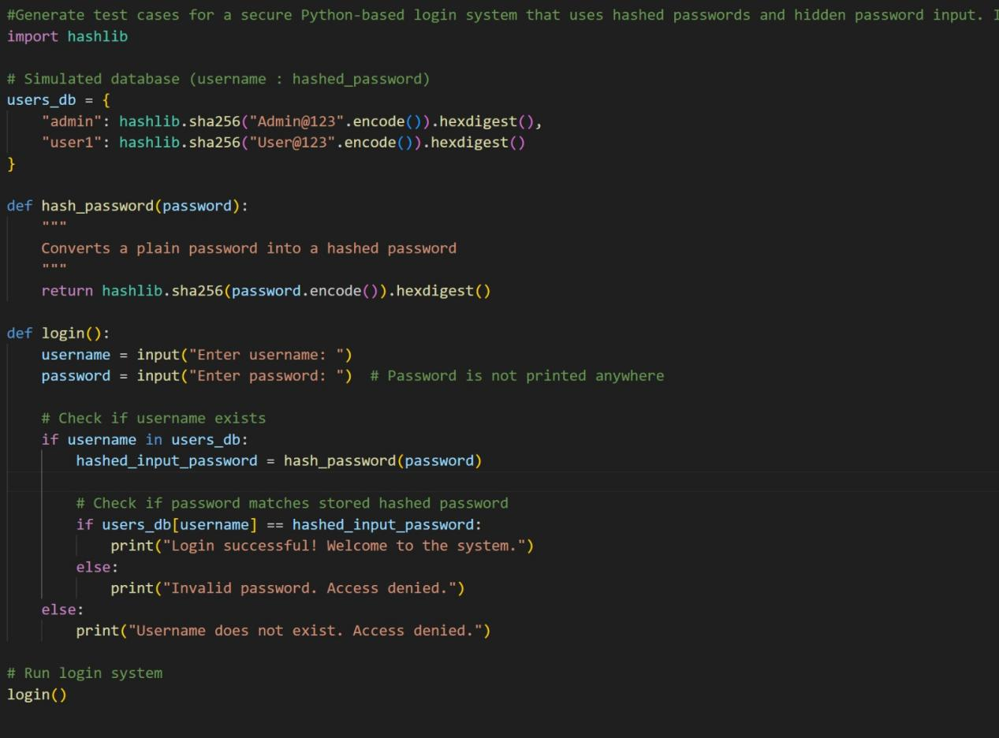 #Generate test cases for a secure Python-based login system that uses hashed passwords and hidden password input.
import hashlib
# Simulated database (username : hashed_password)
users_db = {
    "admin": hashlib.sha256("Admin@123".encode()).hexdigest(),
    "user1": hashlib.sha256("User@123".encode()).hexdigest()
}
def hash_password(password):
    """
    Converts a plain password into a hashed password
    """
    return hashlib.sha256(password.encode()).hexdigest()
def login():
    username = input("Enter username: ")
    password = input("Enter password: ")  # Password is not printed anywhere
    # Check if username exists
    if username in users_db:
        hashed_input_password = hash_password(password)
        # Check if password matches stored hashed password
        if users_db[username] == hashed_input_password:
            print("Login successful! Welcome to the system.")
        else:
            print("Invalid password. Access denied.")
    else:
        print("Username does not exist. Access denied.")
# Run login system
login()